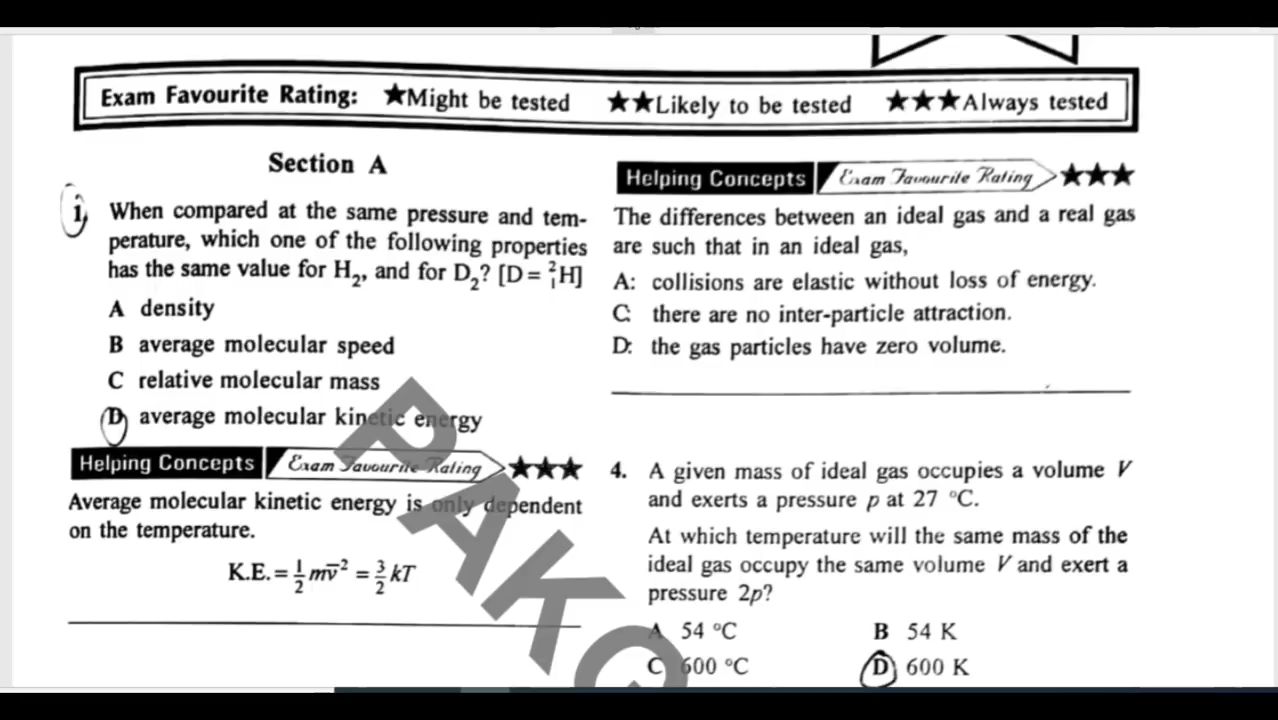 Exam Favourite Rating: ★Might be tested ★★Likely to be tested ★★★Always tested
Section A
1. When compared at the same pressure and tem-
perature, which one of the following properties
has the same value for H₂, and for D₂? [D = ²₁H]
A density
B average molecular speed
C relative molecular mass
D average molecular kinetic energy
Helping Concepts Exam Favourite Rating ★★★
Average molecular kinetic energy is only dependent
on the temperature.
K.E. = 1/2 mv̄² = 3/2 kT
Helping Concepts Exam Favourite Rating ★★★
The differences between an ideal gas and a real gas
are such that in an ideal gas,
A: collisions are elastic without loss of energy.
C: there are no inter-particle attraction.
D: the gas particles have zero volume.
4. A given mass of ideal gas occupies a volume V
and exerts a pressure p at 27 °C.
At which temperature will the same mass of the
ideal gas occupy the same volume V and exert a
pressure 2p?
A 54 °C B 54 K
C 600 °C D 600 K